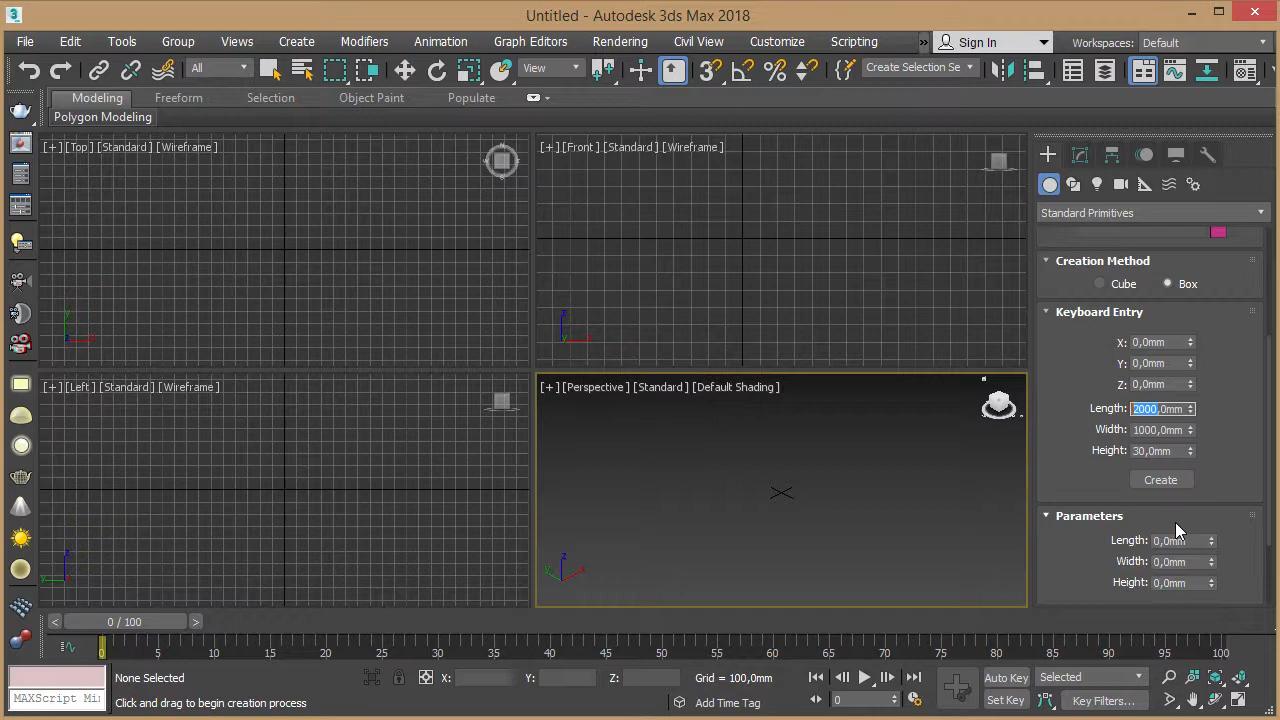 Untitled - Autodesk 3ds Max 2018
File Edit Tools Group Views Create Modifiers Animation Graph Editors Rendering Civil View Customize Scripting » Sign In Workspaces: Default
All View Create Selection Se
Modeling Freeform Selection Object Paint Populate
Polygon Modeling
[+] [Top] [Standard] [Wireframe]
[+] [Front] [Standard] [Wireframe]
Standard Primitives
Creation Method
Cube Box
Keyboard Entry
X: 0,0mm
Y: 0,0mm
Z: 0,0mm
[+] [Left] [Standard] [Wireframe]
[+] [Perspective] [Standard] [Default Shading]
Length: 2000,0mm
Width: 1000,0mm
Height: 30,0mm
Create
Parameters
Length: 0,0mm
Width: 0,0mm
Height: 0,0mm
< 0 / 100 >
0 5 10 15 20 25 30 35 40 45 50 55 60 65 70 75 80 85 90 95 100
None Selected X: Y: Z: Grid = 100,0mm Auto Key Selected
MAXScript Mi Click and drag to begin creation process Add Time Tag 0 Set Key Key Filters...